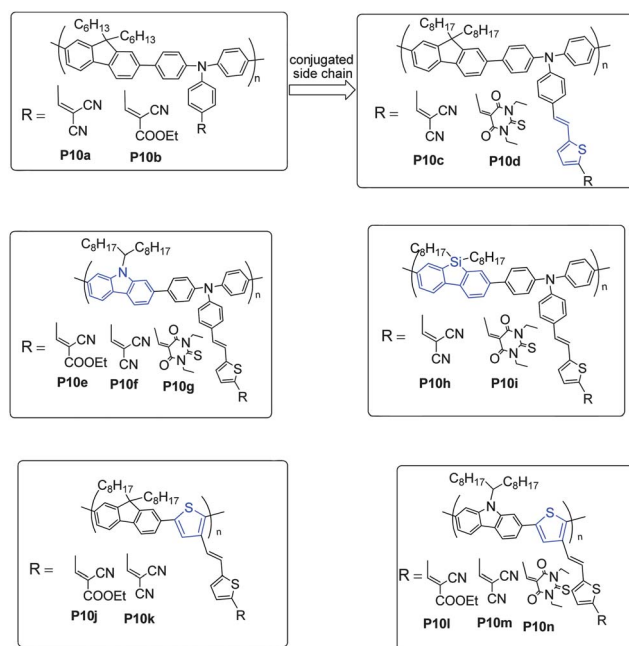 C6H13
C6H13
N
n
R
R =
CN
CN
CN
COOEt
P10a
P10b
conjugated
side chain
C8H17
C8H17
N
n
S
R
R =
CN
CN
O
N
S
O
N
P10c
P10d
C8H17
C8H17
N
N
n
S
R
R =
CN
COOEt
CN
CN
O
N
S
O
N
P10e
P10f
P10g
C8H17
C8H17
Si
N
n
S
R
R =
CN
CN
O
N
S
O
N
P10h
P10i
C8H17
C8H17
S
n
S
R
R =
CN
COOEt
CN
CN
P10j
P10k
C8H17
C8H17
N
S
n
S
R
R =
CN
COOEt
CN
CN
O
N
S
O
N
P10l
P10m
P10n